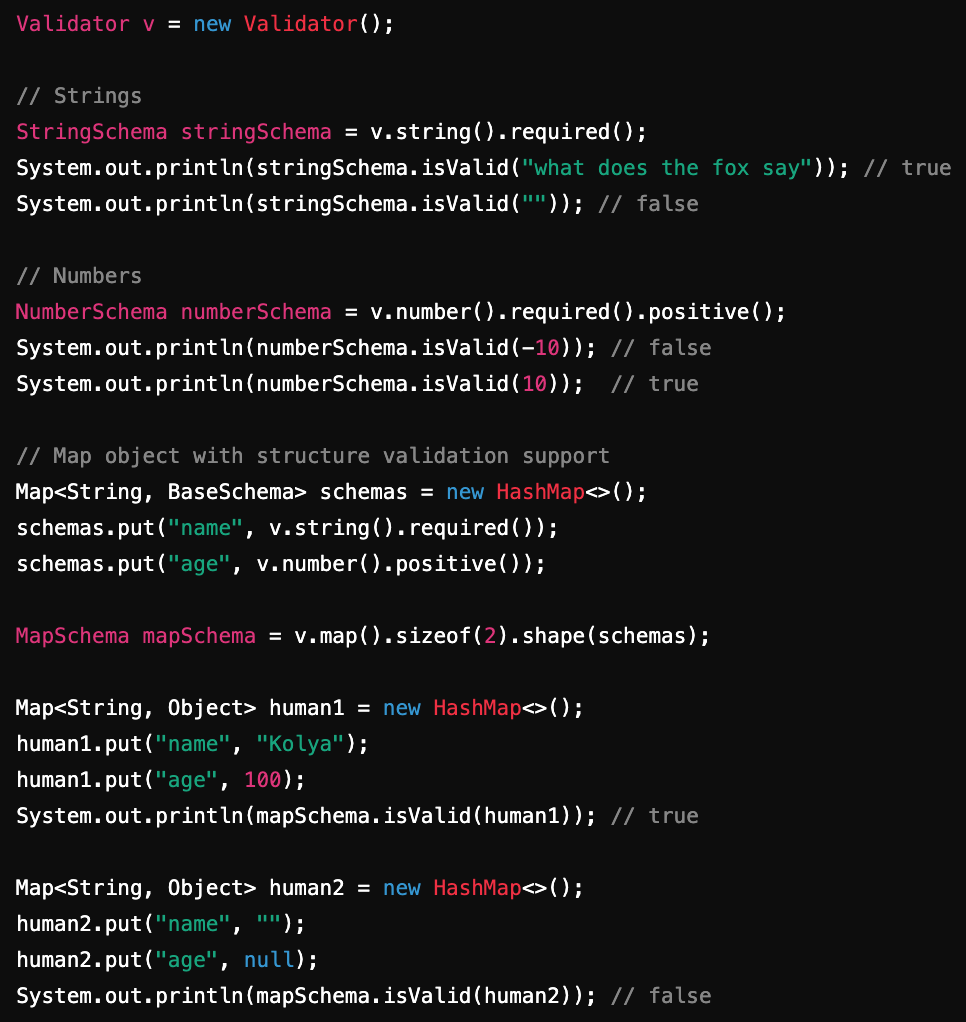 Validator v = new Validator();
// Strings
StringSchema stringSchema = v.string().required();
System.out.println(stringSchema.isValid("what does the fox say")); // true
System.out.println(stringSchema.isValid("")); // false
// Numbers
NumberSchema numberSchema = v.number().required().positive();
System.out.println(numberSchema.isValid(-10)); // false
System.out.println(numberSchema.isValid(10));  // true
// Map object with structure validation support
Map<String, BaseSchema> schemas = new HashMap<>();
schemas.put("name", v.string().required());
schemas.put("age", v.number().positive());
MapSchema mapSchema = v.map().sizeof(2).shape(schemas);
Map<String, Object> human1 = new HashMap<>();
human1.put("name", "Kolya");
human1.put("age", 100);
System.out.println(mapSchema.isValid(human1)); // true
Map<String, Object> human2 = new HashMap<>();
human2.put("name", "");
human2.put("age", null);
System.out.println(mapSchema.isValid(human2)); // false